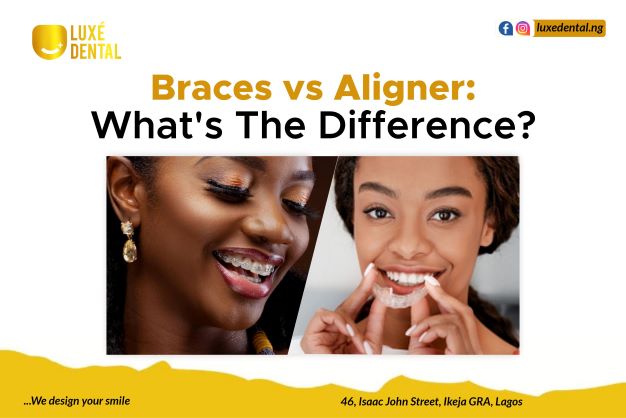 LUXÉ
DENTAL
luxedental.ng
Braces vs Aligner:
What's The Difference?
...We design your smile
46, Isaac John Street, Ikeja GRA, Lagos